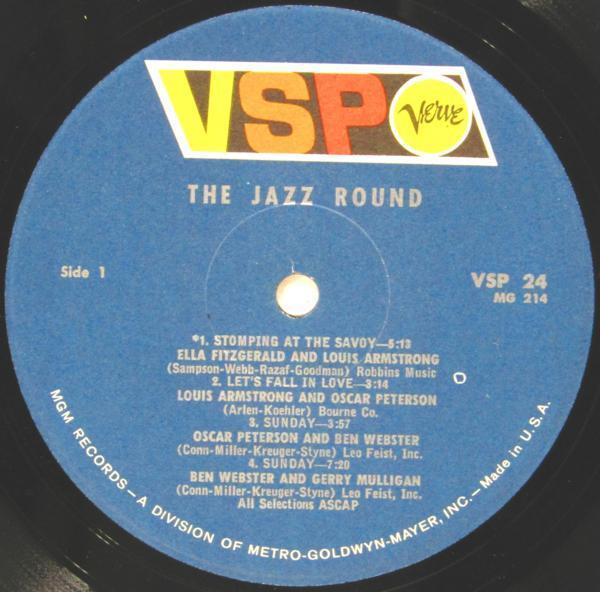 VSP Verve
THE JAZZ ROUND
Side 1
VSP 24
MG 214
*1. STOMPING AT THE SAVOY—5:13
ELLA FITZGERALD AND LOUIS ARMSTRONG
(Sampson-Webb-Razaf-Goodman) Robbins Music
2. LET'S FALL IN LOVE—3:14
LOUIS ARMSTRONG AND OSCAR PETERSON
(Arlen-Koehler) Bourne Co.
3. SUNDAY—3:57
OSCAR PETERSON AND BEN WEBSTER
(Conn-Miller-Kreuger-Styne) Leo Feist, Inc.
4. SUNDAY—7:20
BEN WEBSTER AND GERRY MULLIGAN
(Conn-Miller-Kreuger-Styne) Leo Feist, Inc.
All Selections ASCAP
MGM RECORDS—A DIVISION OF METRO-GOLDWYN-MAYER, INC.—Made in U.S.A.